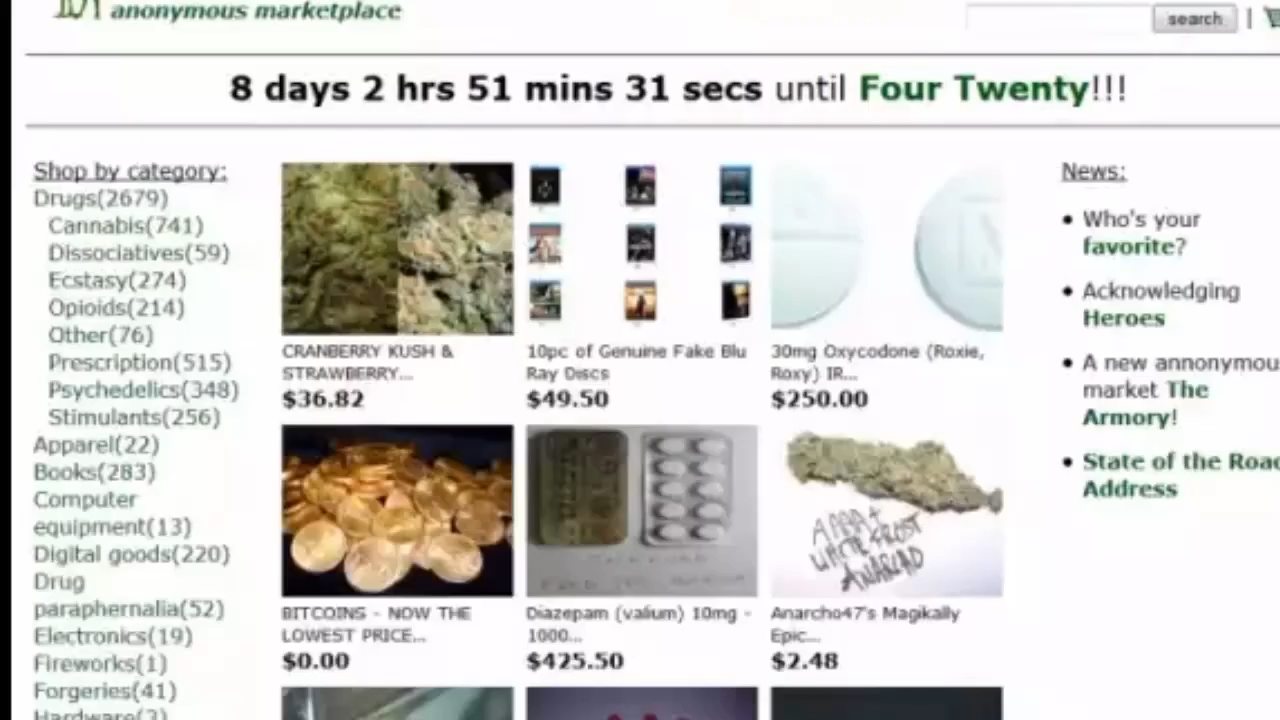 anonymous marketplace
search
8 days 2 hrs 51 mins 31 secs until Four Twenty!!!
Shop by category:
Drugs(2679)
Cannabis(741)
Dissociatives(59)
Ecstasy(274)
Opioids(214)
Other(76)
Prescription(515)
Psychedelics(348)
Stimulants(256)
Apparel(22)
Books(283)
Computer
equipment(13)
Digital goods(220)
Drug
paraphernalia(52)
Electronics(19)
Fireworks(1)
Forgeries(41)
Hardware(3)
CRANBERRY KUSH &
STRAWBERRY...
$36.82
10pc of Genuine Fake Blu
Ray Discs
$49.50
30mg Oxycodone (Roxie,
Roxy) IR...
$250.00
BITCOINS - NOW THE
LOWEST PRICE...
$0.00
Diazepam (valium) 10mg -
1000...
$425.50
ANARCHO
Anarcho47's Magikally
Epic...
$2.48
News:
Who's your
favorite?
Acknowledging
Heroes
A new annonymou
market The
Armory!
State of the Road
Address